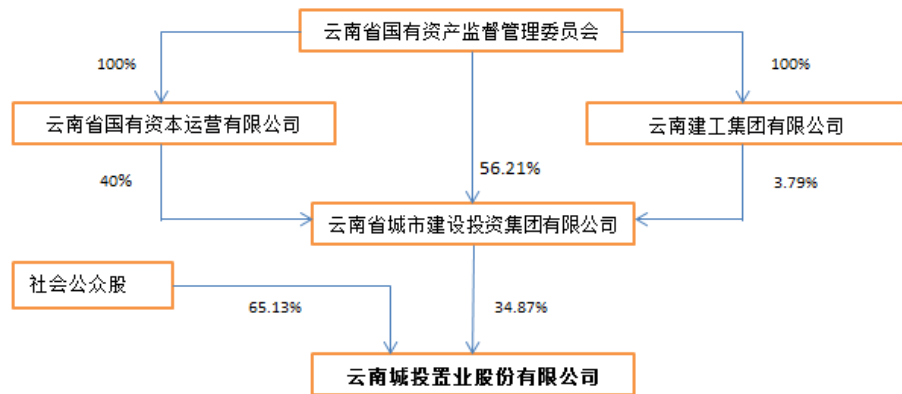 云南省国有资产监督管理委员会
100%
100%
云南省国有资本运营有限公司
云南建工集团有限公司
40%
56.21%
3.79%
云南省城市建设投资集团有限公司
社会公众股
65.13%
34.87%
云南城投置业股份有限公司